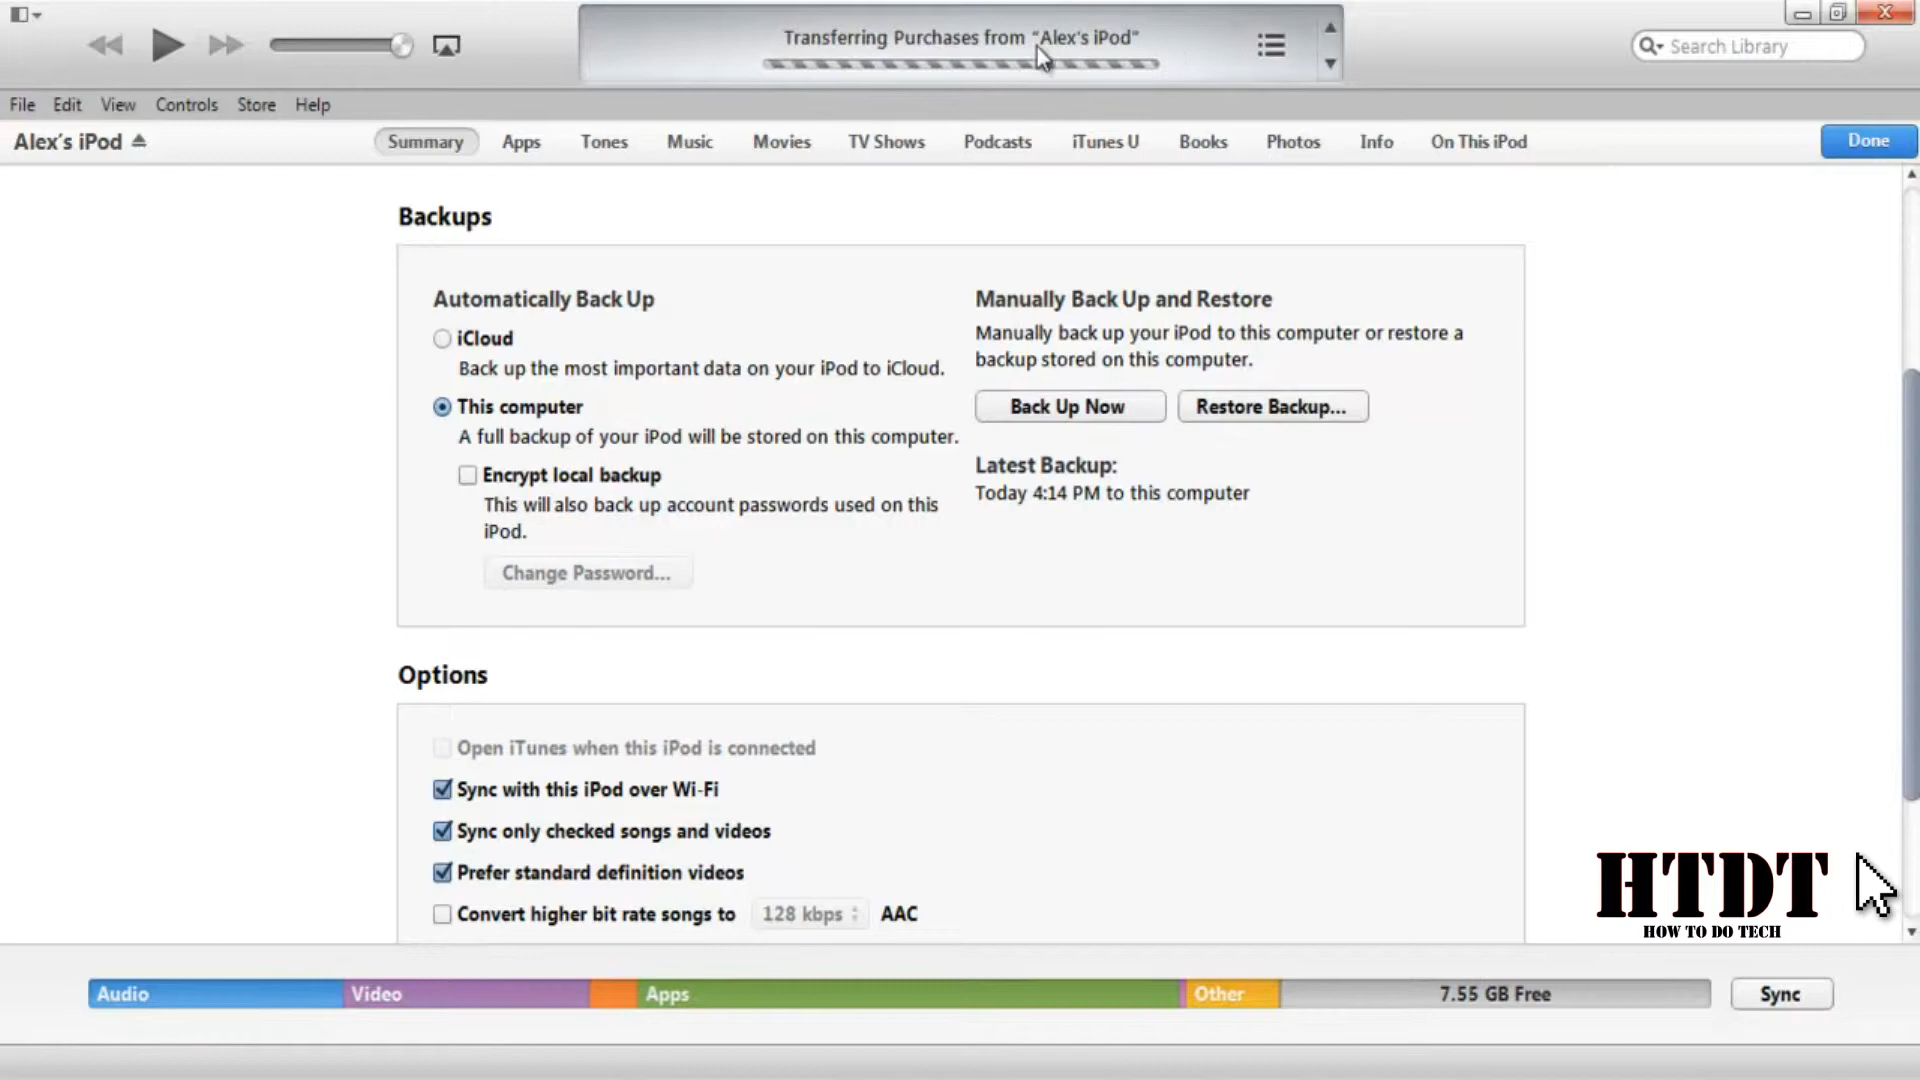 Transferring Purchases from “Alex's iPod”
Search Library
File Edit View Controls Store Help
Alex's iPod
Summary Apps Tones Music Movies TV Shows Podcasts iTunes U Books Photos Info On This iPod Done
Backups
Automatically Back Up
iCloud
Back up the most important data on your iPod to iCloud.
This computer
A full backup of your iPod will be stored on this computer.
Encrypt local backup
This will also back up account passwords used on this
iPod.
Change Password...
Manually Back Up and Restore
Manually back up your iPod to this computer or restore a
backup stored on this computer.
Back Up Now Restore Backup...
Latest Backup:
Today 4:14 PM to this computer
Options
Open iTunes when this iPod is connected
Sync with this iPod over Wi-Fi
Sync only checked songs and videos
Prefer standard definition videos
Convert higher bit rate songs to 128 kbps AAC
HTDT
HOW TO DO TECH
Audio Video Apps Other 7.55 GB Free Sync